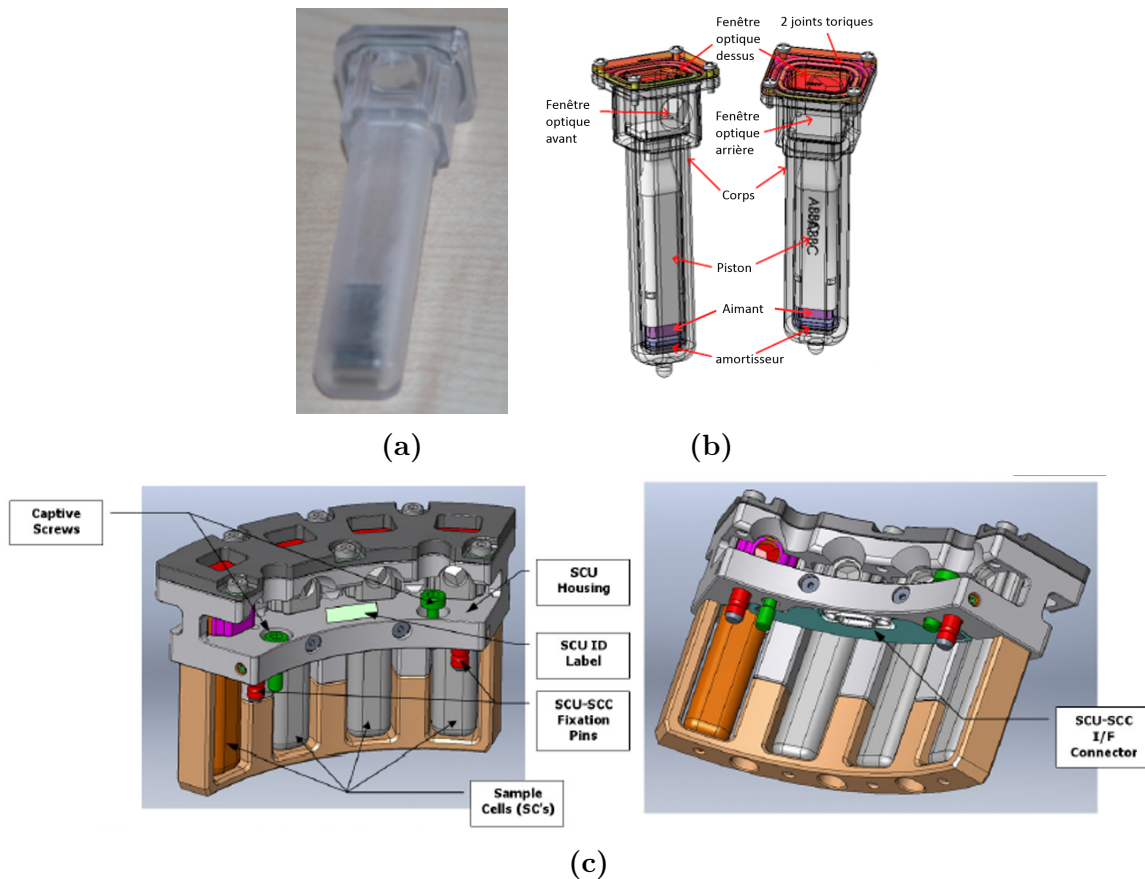 Fenêtre
optique
dessus
2 joints toriques
Fenêtre
optique
avant
Fenêtre
optique
arrière
Corps
Piston
Aimant
amortisseur
(a)
(b)
Captive
Screws
SCU
Housing
SCU ID
Label
SCU-SCC
Fixation
Pins
Sample
Cells (SC's)
SCU-SCC
I/F
Connector
(c)